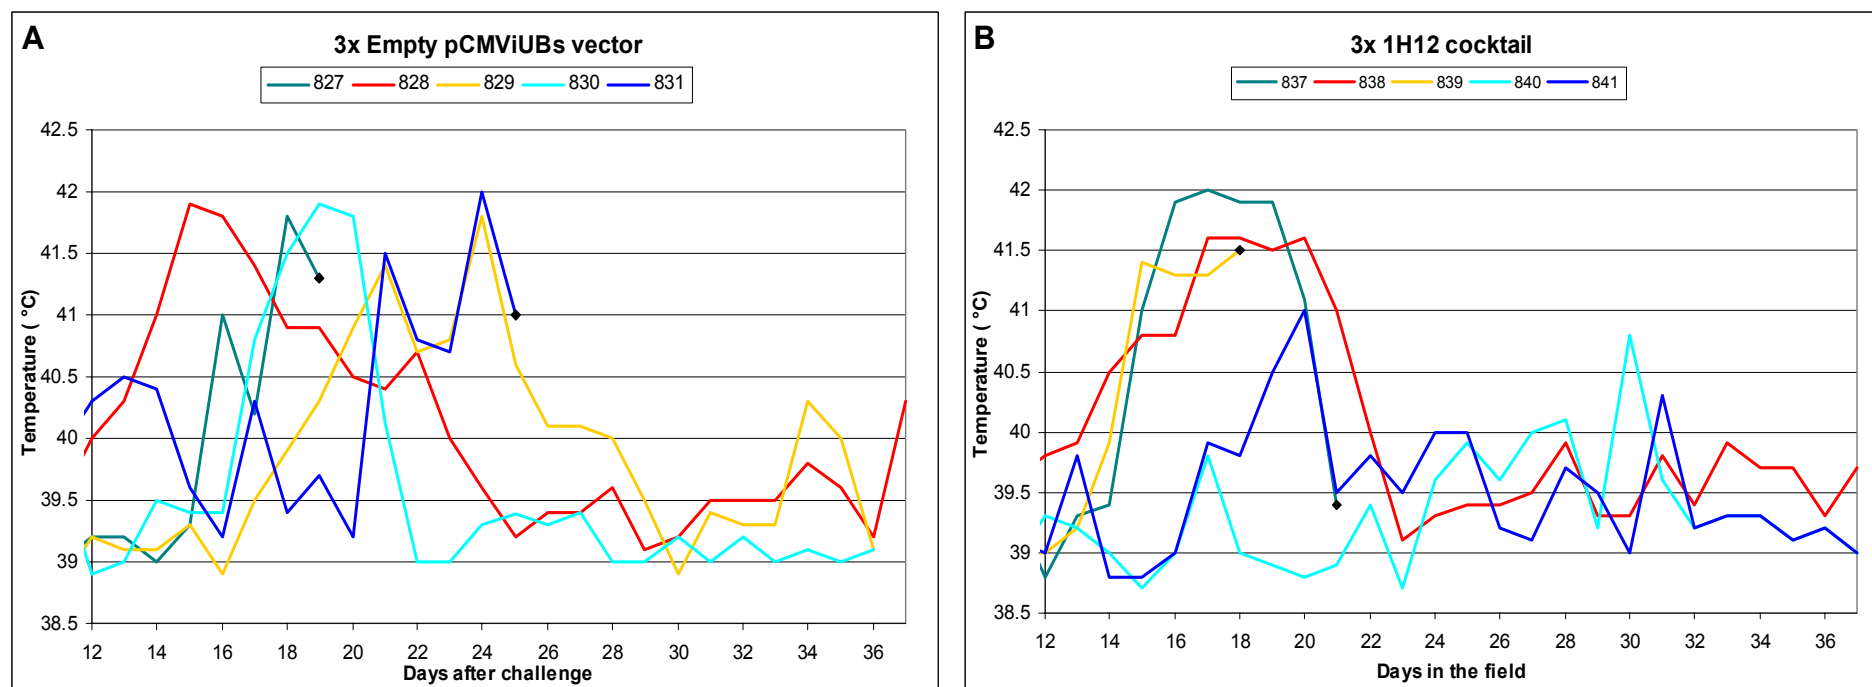 A
3x Empty pCMViUBs vector
827 828 829 830 831
Temperature ( °C)
42.5
42
41.5
41
40.5
40
39.5
39
38.5
12 14 16 18 20 22 24 26 28 30 32 34 36
Days after challenge
B
3x 1H12 cocktail
837 838 839 840 841
Temperature ( °C)
42.5
42
41.5
41
40.5
40
39.5
39
38.5
12 14 16 18 20 22 24 26 28 30 32 34 36
Days in the field